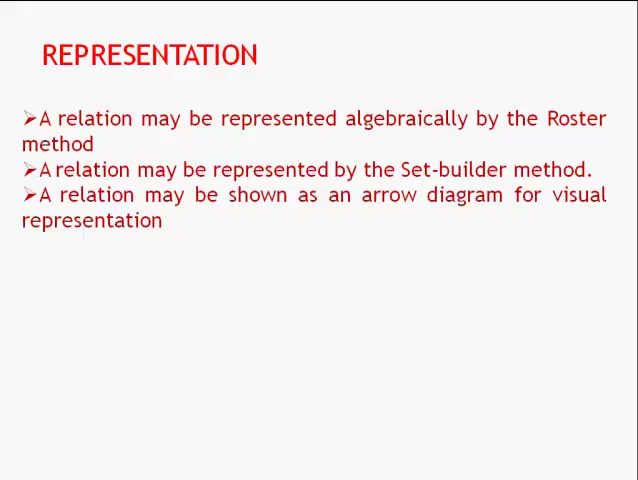 REPRESENTATION
➢A relation may be represented algebraically by the Roster
method
➢A relation may be represented by the Set-builder method.
➢A relation may be shown as an arrow diagram for visual
representation